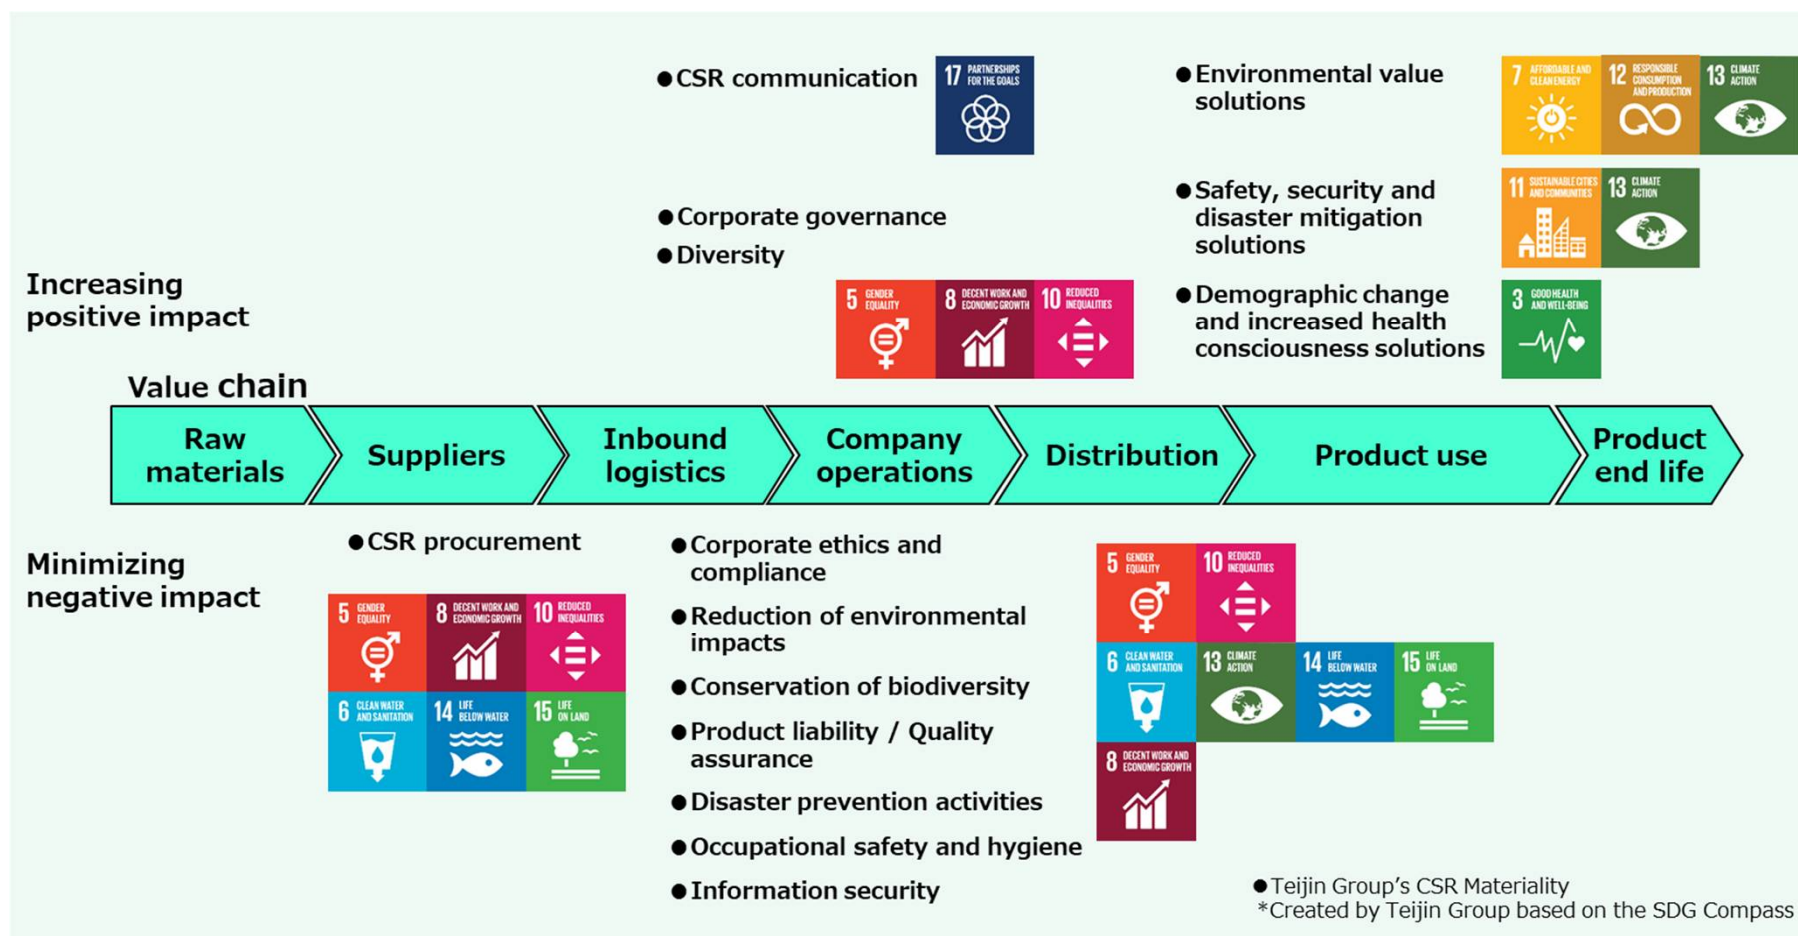 ●CSR communication
17 PARTNERSHIPS
FOR THE GOALS
●Environmental value
solutions
7 AFFORDABLE AND
CLEAN ENERGY
12 RESPONSIBLE
CONSUMPTION
AND PRODUCTION
13 CLIMATE
ACTION
●Safety, security and
disaster mitigation
solutions
11 SUSTAINABLE CITIES
AND COMMUNITIES
13 CLIMATE
ACTION
●Corporate governance
●Diversity
5 GENDER
EQUALITY
8 DECENT WORK AND
ECONOMIC GROWTH
10 REDUCED
INEQUALITIES
●Demographic change
and increased health
consciousness solutions
3 GOOD HEALTH
AND WELL-BEING
Increasing
positive impact
Value chain
Raw
materials
Suppliers
Inbound
logistics
Company
operations
Distribution
Product use
Product
end life
Minimizing
negative impact
●CSR procurement
5 GENDER
EQUALITY
8 DECENT WORK AND
ECONOMIC GROWTH
10 REDUCED
INEQUALITIES
6 CLEAN WATER
AND SANITATION
14 LIFE
BELOW WATER
15 LIFE
ON LAND
●Corporate ethics and
compliance
●Reduction of environmental
impacts
●Conservation of biodiversity
●Product liability / Quality
assurance
●Disaster prevention activities
●Occupational safety and hygiene
●Information security
5 GENDER
EQUALITY
10 REDUCED
INEQUALITIES
6 CLEAN WATER
AND SANITATION
13 CLIMATE
ACTION
14 LIFE
BELOW WATER
15 LIFE
ON LAND
8 DECENT WORK AND
ECONOMIC GROWTH
●Teijin Group's CSR Materiality
*Created by Teijin Group based on the SDG Compass